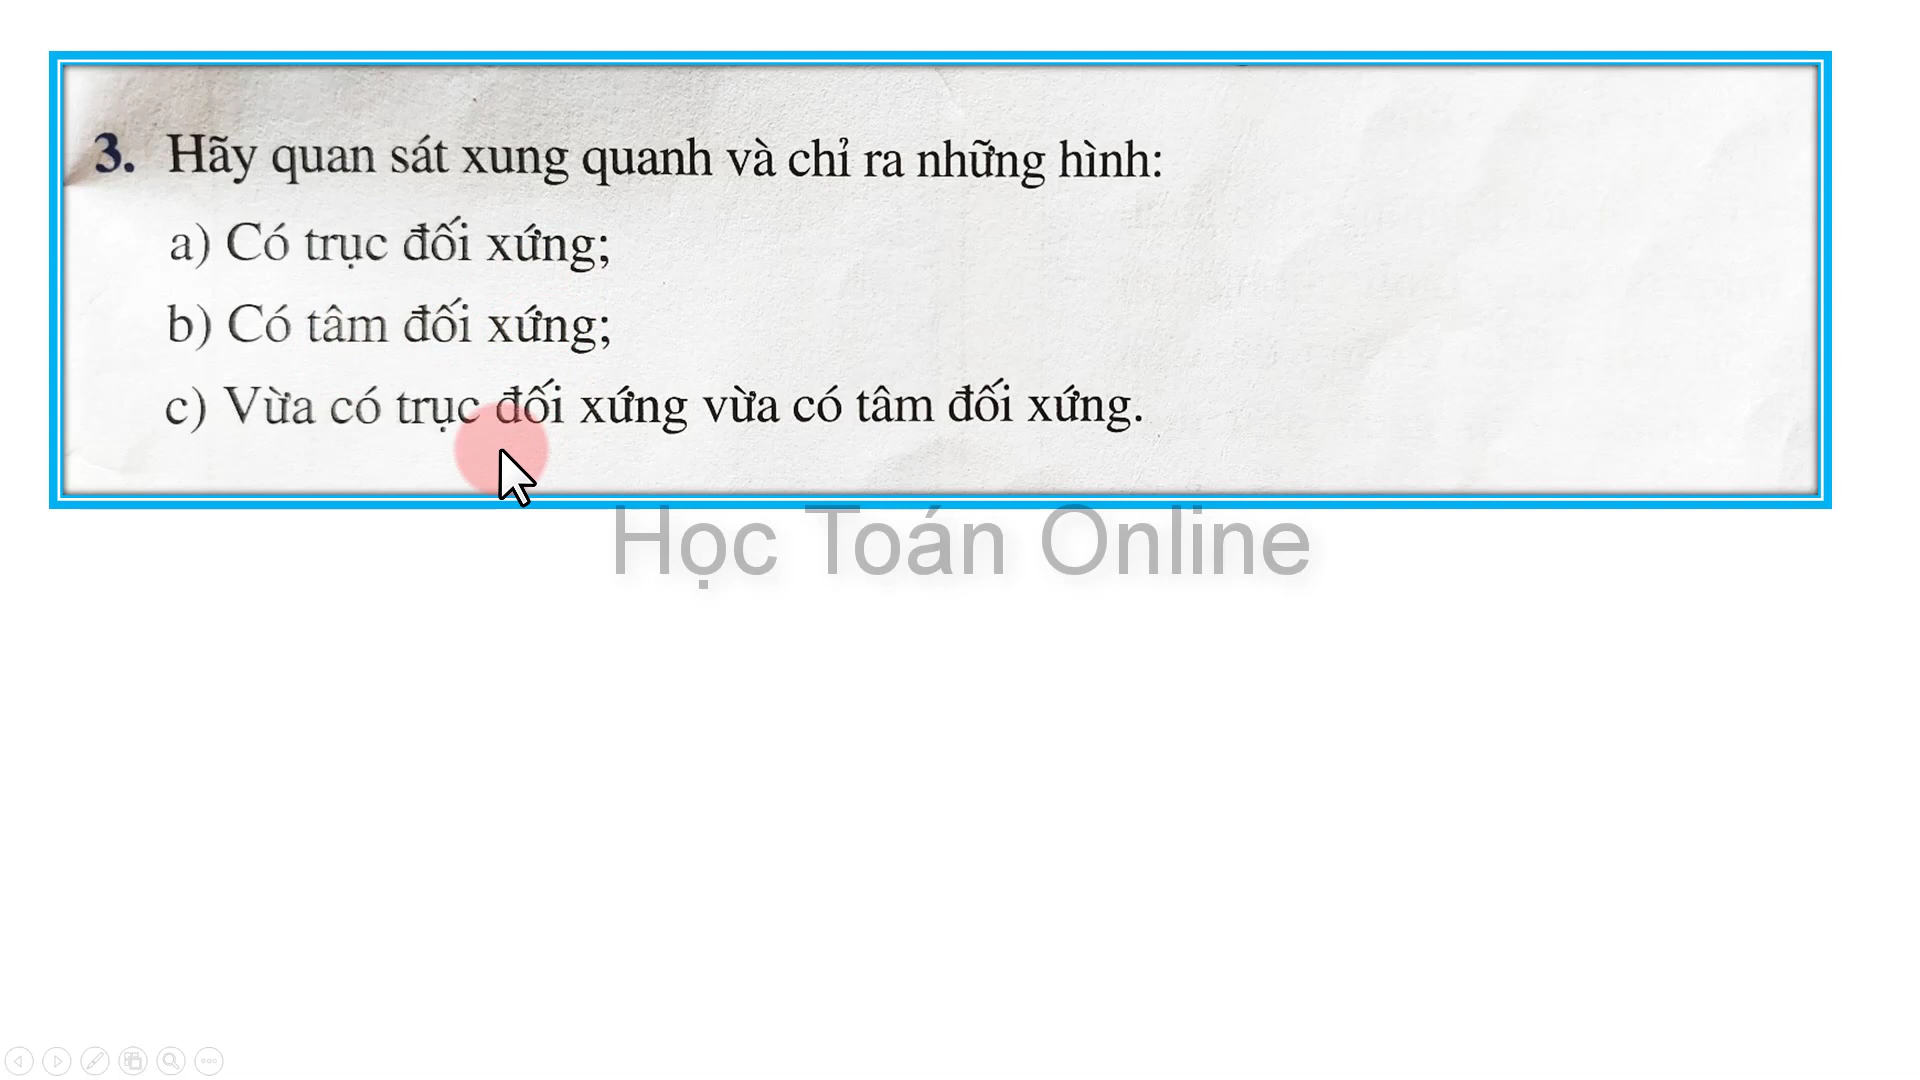 3. Hãy quan sát xung quanh và chỉ ra những hình:
a) Có trục đối xứng;
b) Có tâm đối xứng;
c) Vừa có trục đối xứng vừa có tâm đối xứng.
Học Toán Online